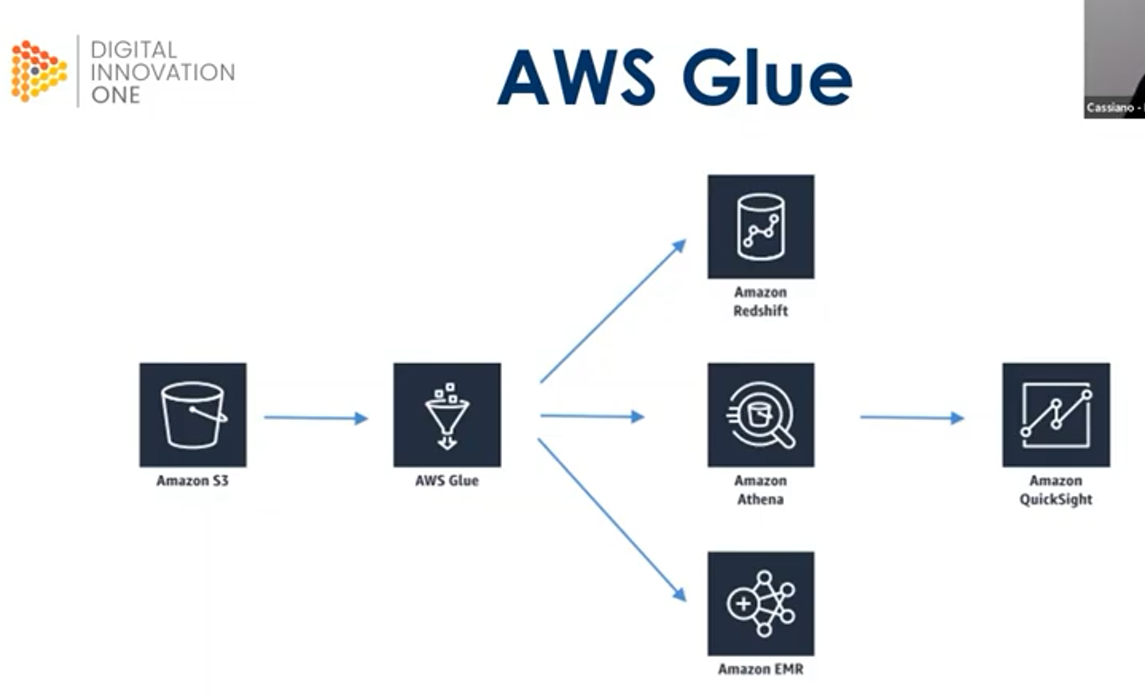 DIGITAL
INNOVATION
ONE
AWS Glue
Cassiano -
Amazon
Redshift
Amazon S3
AWS Glue
Amazon
Athena
Amazon
QuickSight
Amazon EMR